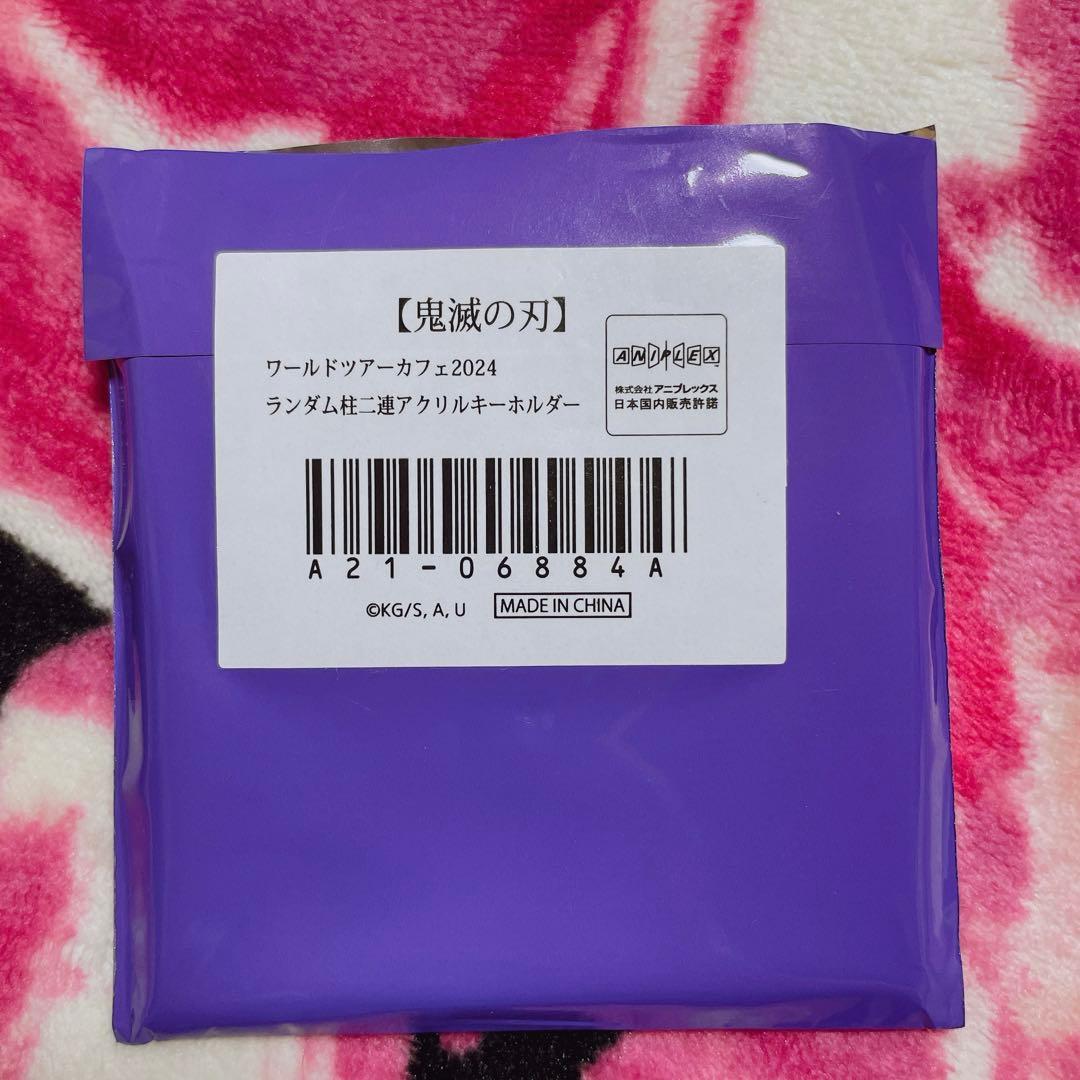 【鬼滅の刃】
ワールドツアーカフェ2024
ランダム柱二連アクリルキーホルダー
ANIPLEX
株式会社 アニプレックス
日本国内販売許諾
A21-06884A
©KG/S, A, U
MADE IN CHINA